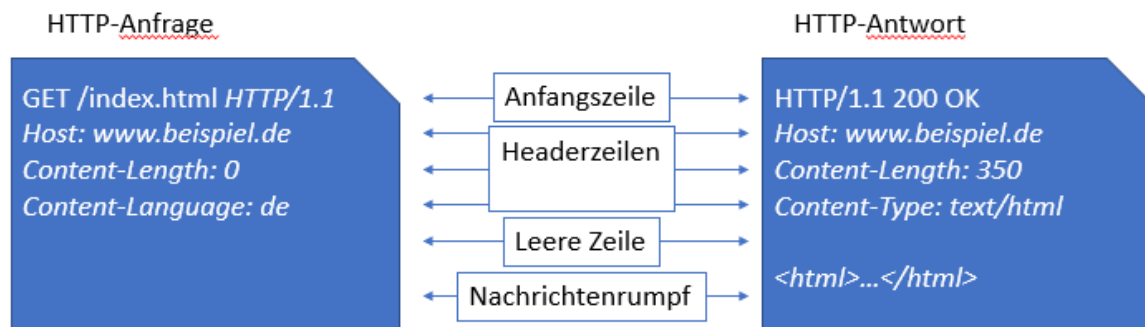 HTTP-Anfrage
GET /index.html HTTP/1.1
Host: www.beispiel.de
Content-Length: 0
Content-Language: de
Anfangszeile
Headerzeilen
Leere Zeile
Nachrichtenrumpf
HTTP-Antwort
HTTP/1.1 200 OK
Host: www.beispiel.de
Content-Length: 350
Content-Type: text/html
<html>...</html>